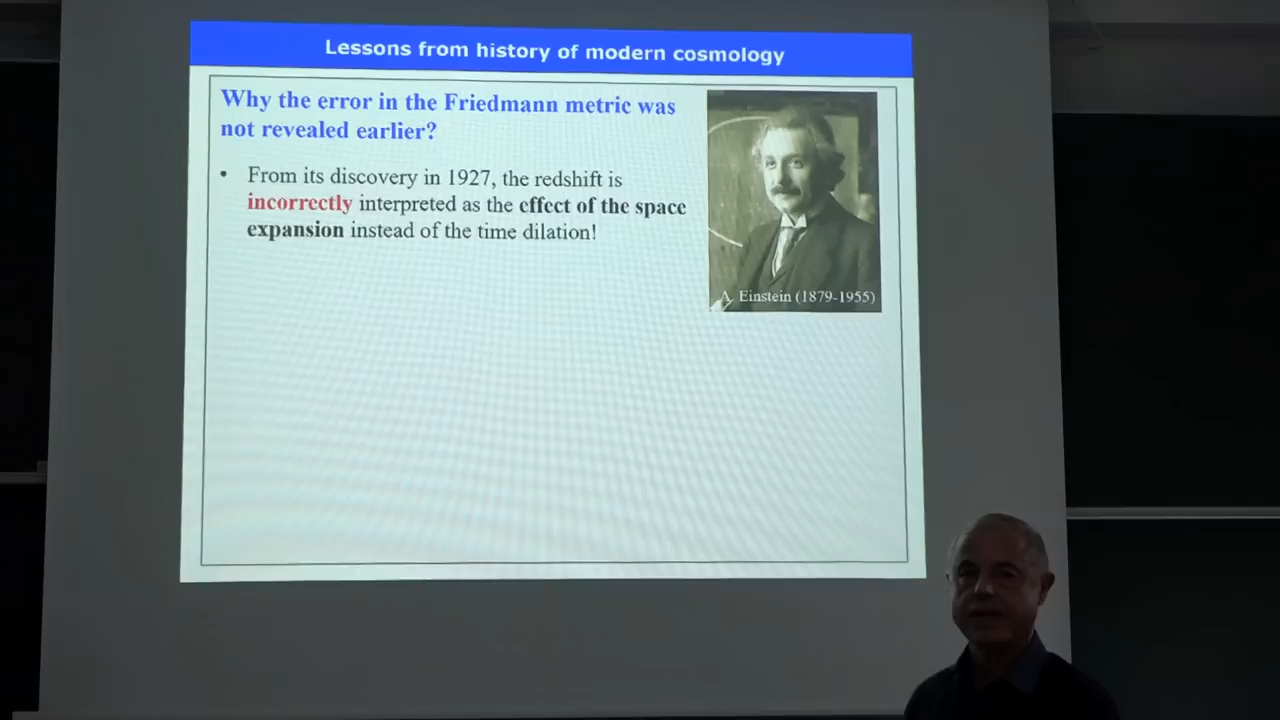 Lessons from history of modern cosmology
Why the error in the Friedmann metric was
not revealed earlier?
• From its discovery in 1927, the redshift is
incorrectly interpreted as the effect of the space
expansion instead of the time dilation!
A. Einstein (1879-1955)